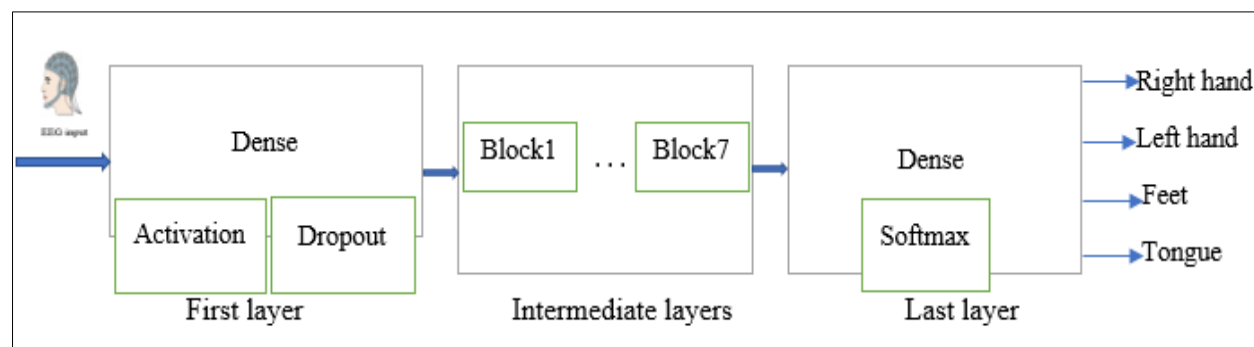 EEG input
Dense
Activation
Dropout
First layer
Block1 ... Block7
Intermediate layers
Dense
Softmax
Last layer
Right hand
Left hand
Feet
Tongue